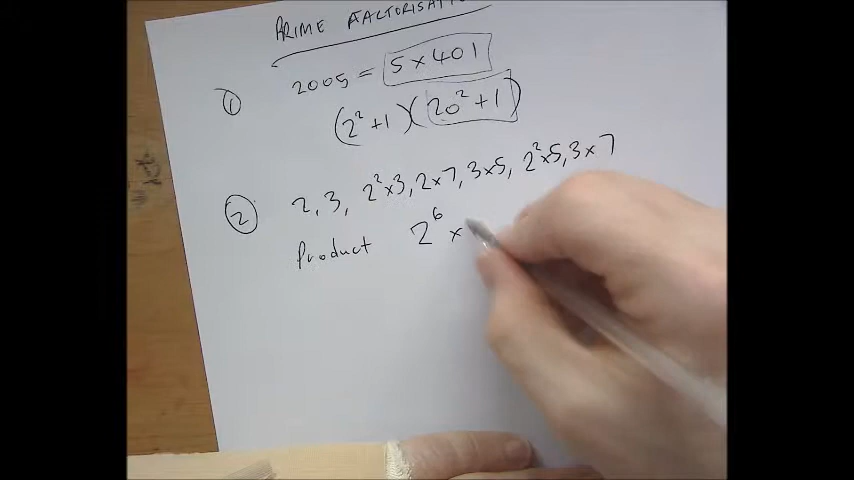 PRIME FACTORISAT
① 2005 = 5 × 401
(2² + 1)(20² + 1)
② 2, 3, 2² × 3, 2 × 7, 3 × 5, 2² × 5, 3 × 7
Product 2⁶ ×